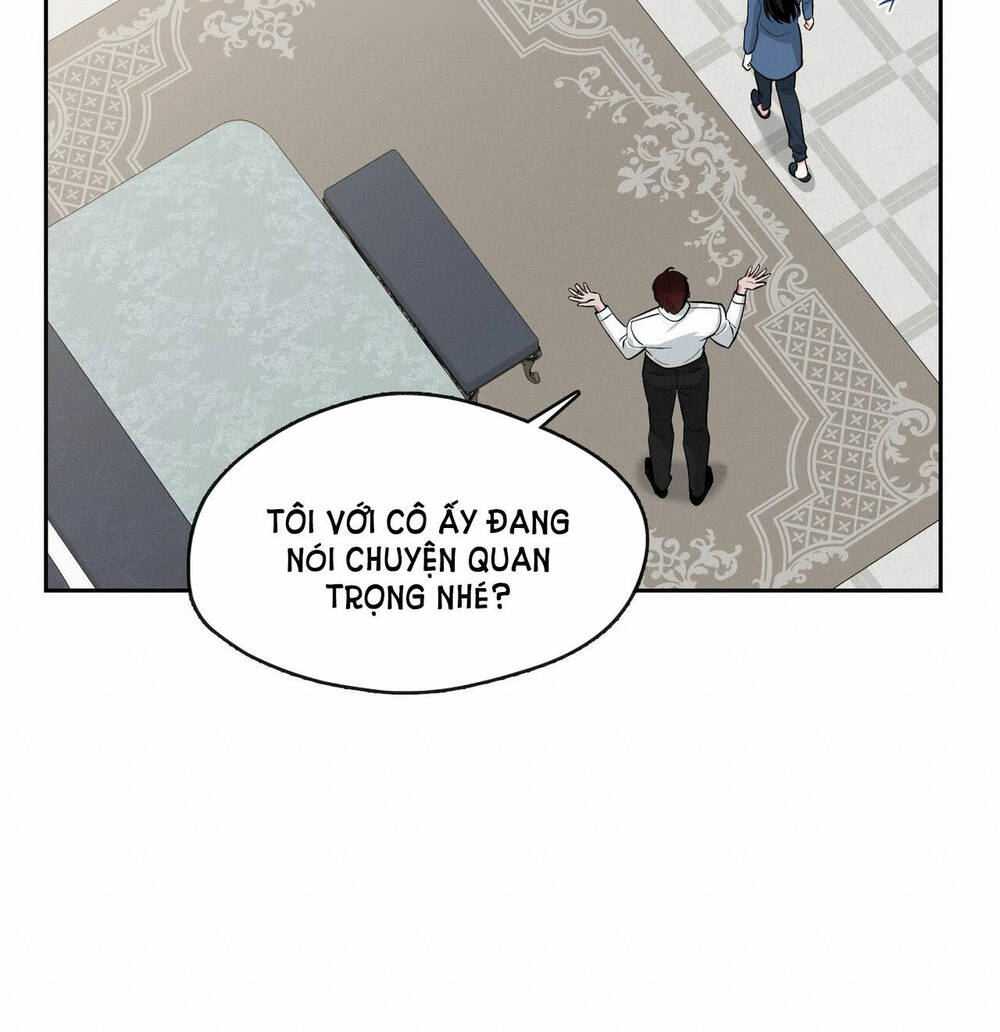 TÔI VỚI CÔ ẤY ĐANG
NÓI CHUYỆN QUAN
TRỌNG NHÉ?